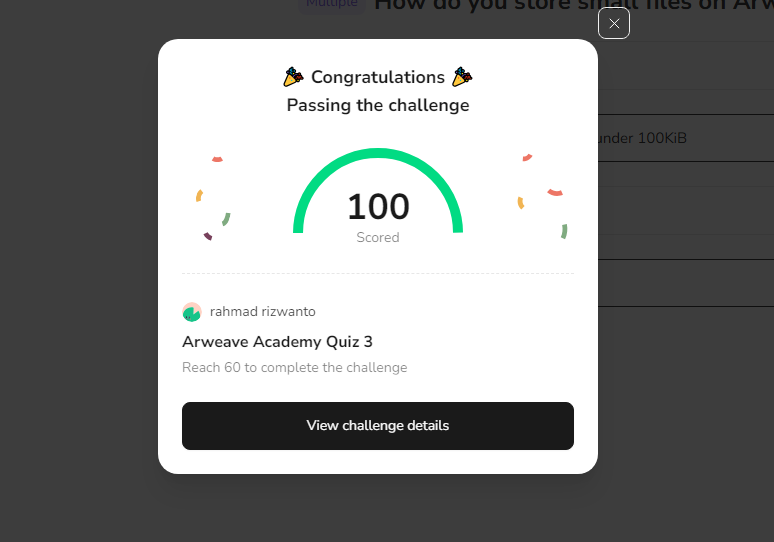 Multiple How do you store small files on Arw
under 100KiB
Congratulations
Passing the challenge
100
Scored
rahmad rizwanto
Arweave Academy Quiz 3
Reach 60 to complete the challenge
View challenge details